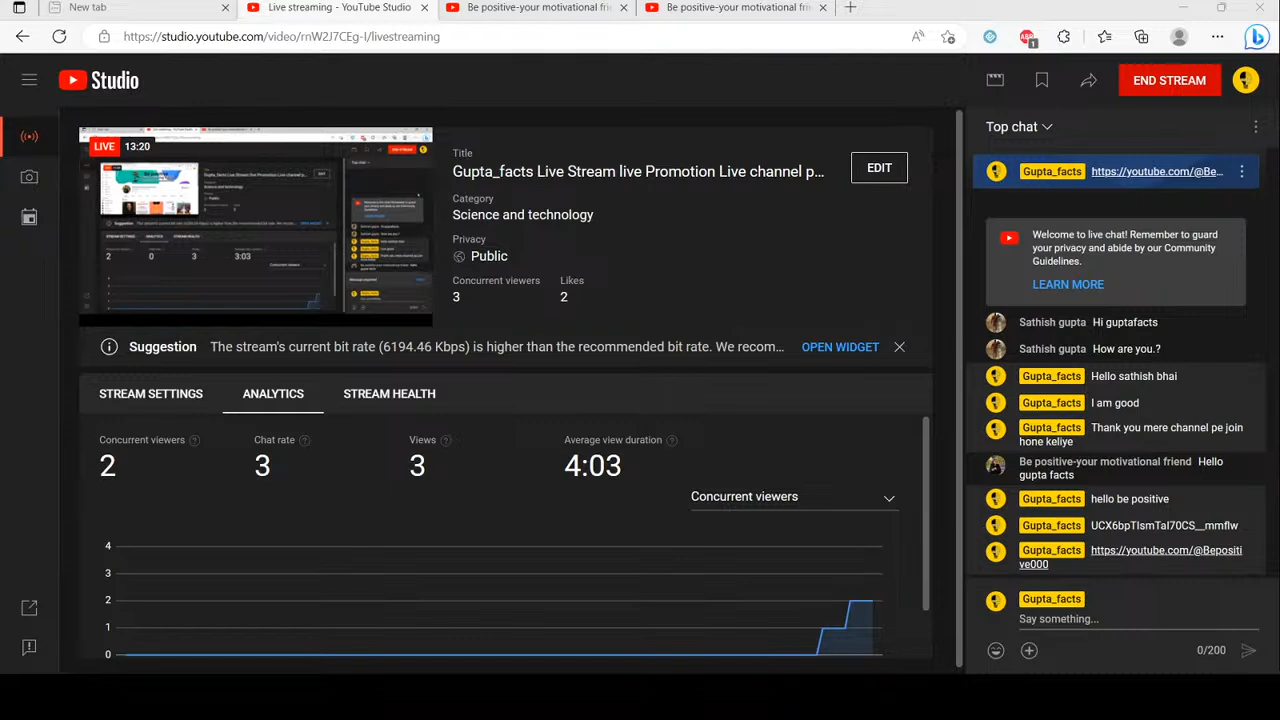 New tab
Live streaming - YouTube Studio
Be positive-your motivational frie
Be positive-your motivational frie
https://studio.youtube.com/video/rnW2J7CEg-I/livestreaming
Studio
END STREAM
LIVE 13:20
Title
Gupta_facts Live Stream live Promotion Live channel p...
EDIT
Category
Science and technology
Privacy
Public
Concurrent viewers
3
Likes
2
Suggestion The stream's current bit rate (6194.46 Kbps) is higher than the recommended bit rate. We recom... OPEN WIDGET
STREAM SETTINGS ANALYTICS STREAM HEALTH
Concurrent viewers
2
Chat rate
3
Views
3
Average view duration
4:03
Concurrent viewers
4
3
2
1
0
Top chat
Gupta_facts https://youtube.com/@Be...
Welcome to live chat! Remember to guard
your privacy and abide by our Community
Guidelines.
LEARN MORE
Sathish gupta Hi guptafacts
Sathish gupta How are you.?
Gupta_facts Hello sathish bhai
Gupta_facts I am good
Gupta_facts Thank you mere channel pe join
hone keliye
Be positive-your motivational friend Hello
gupta facts
Gupta_facts hello be positive
Gupta_facts UCX6bpTIsmTaI70CS__mmflw
Gupta_facts https://youtube.com/@Bepositi
ve000
Gupta_facts
Say something...
0/200